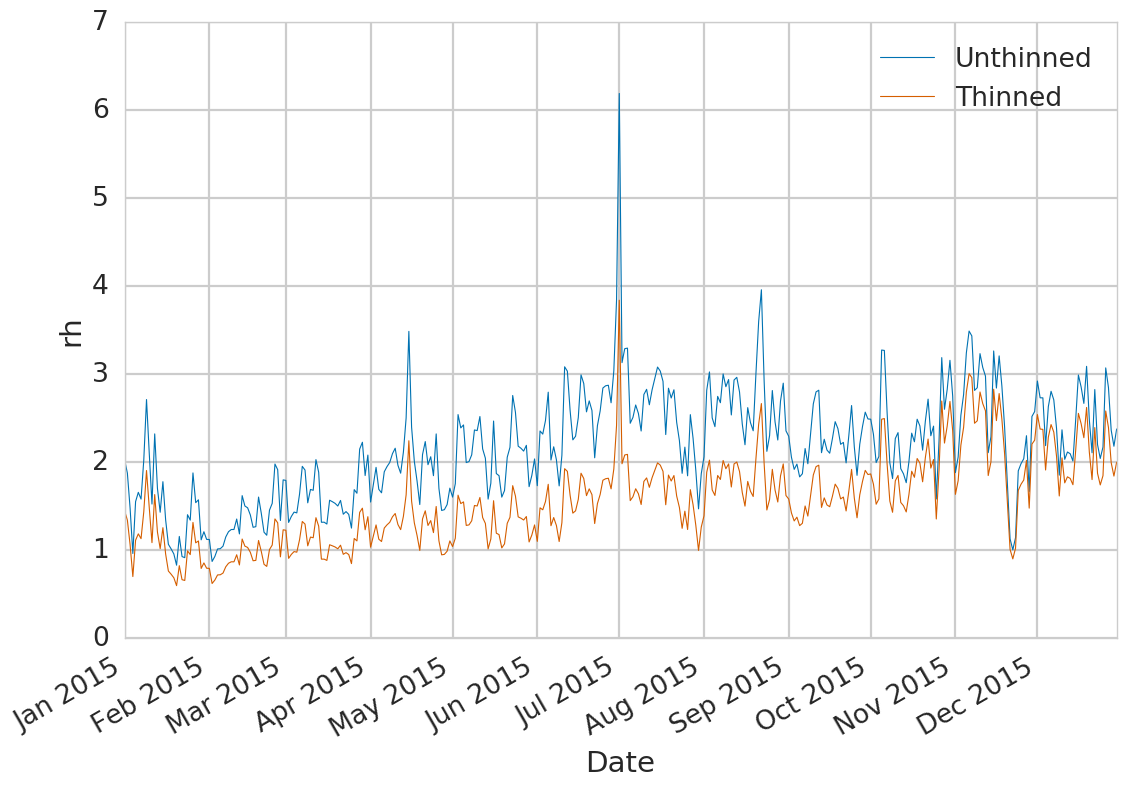 7
6
5
4
3
2
1
0
rh
Unthinned
Thinned
Jan 2015
Feb 2015
Mar 2015
Apr 2015
May 2015
Jun 2015
Jul 2015
Aug 2015
Sep 2015
Oct 2015
Nov 2015
Dec 2015
Date